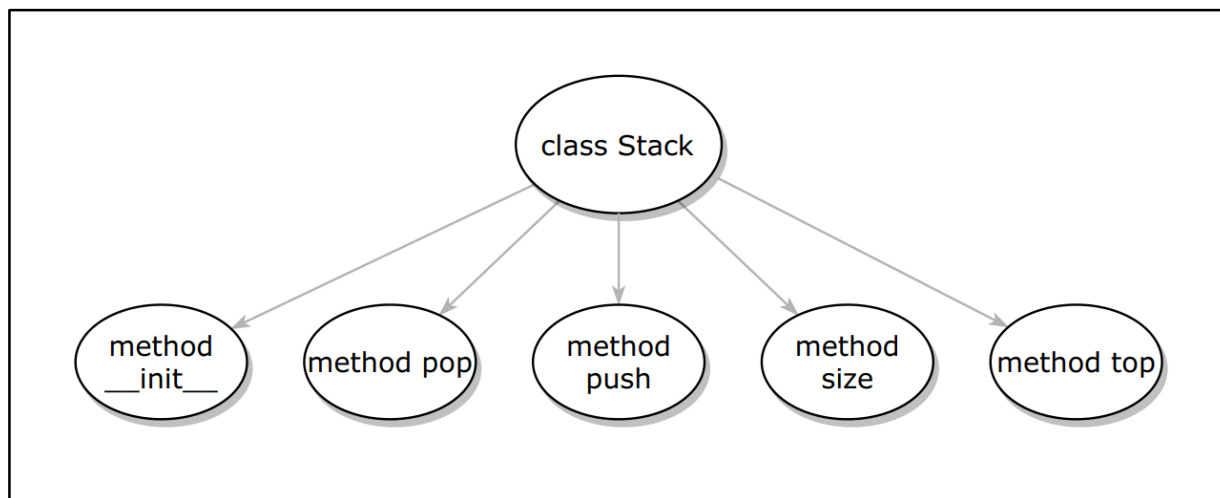 class Stack
method
__init__
method pop
method
push
method
size
method top